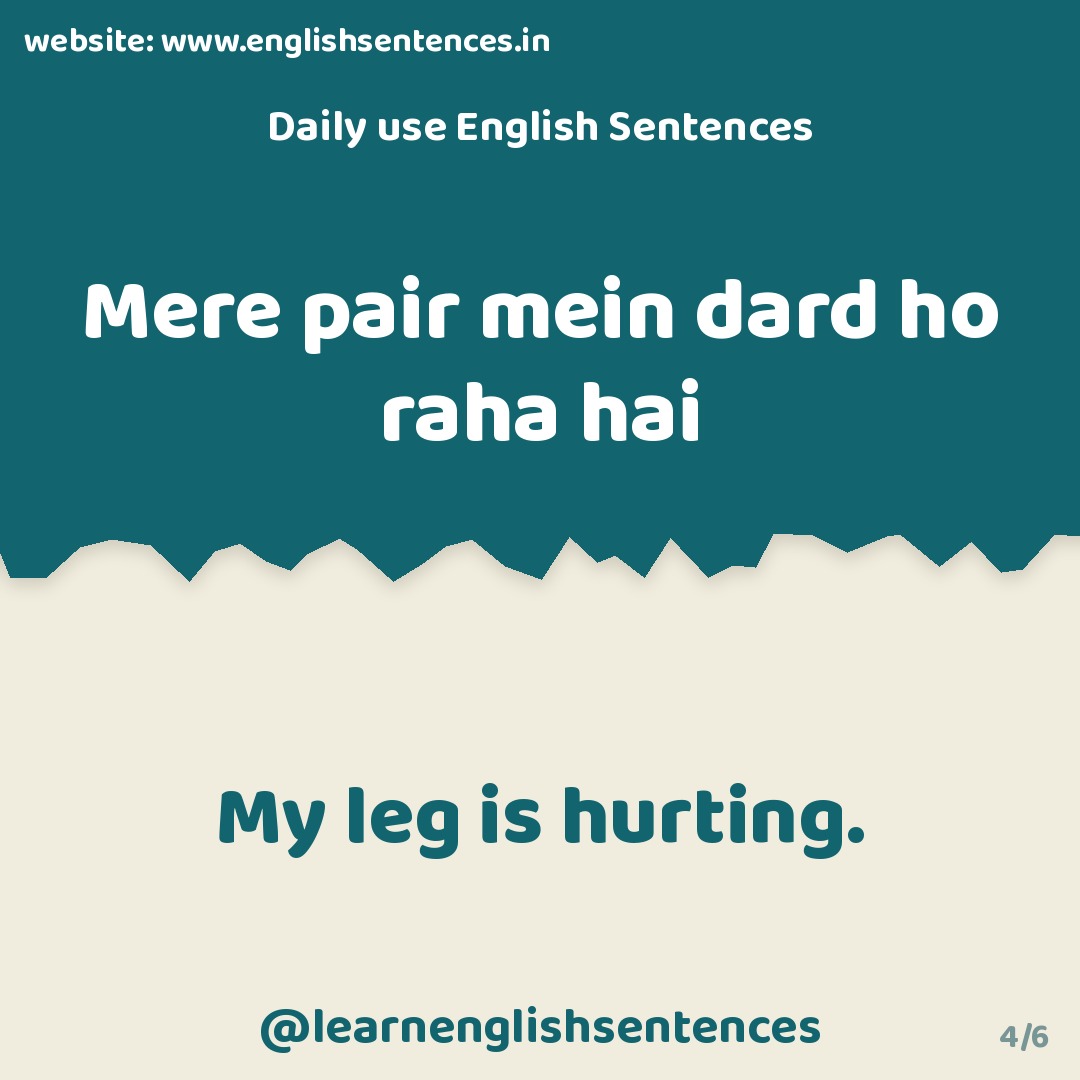 website: www.englishsentences.in
Daily use English Sentences
Mere pair mein dard ho
raha hai
My leg is hurting.
@learnenglishsentences
4/6